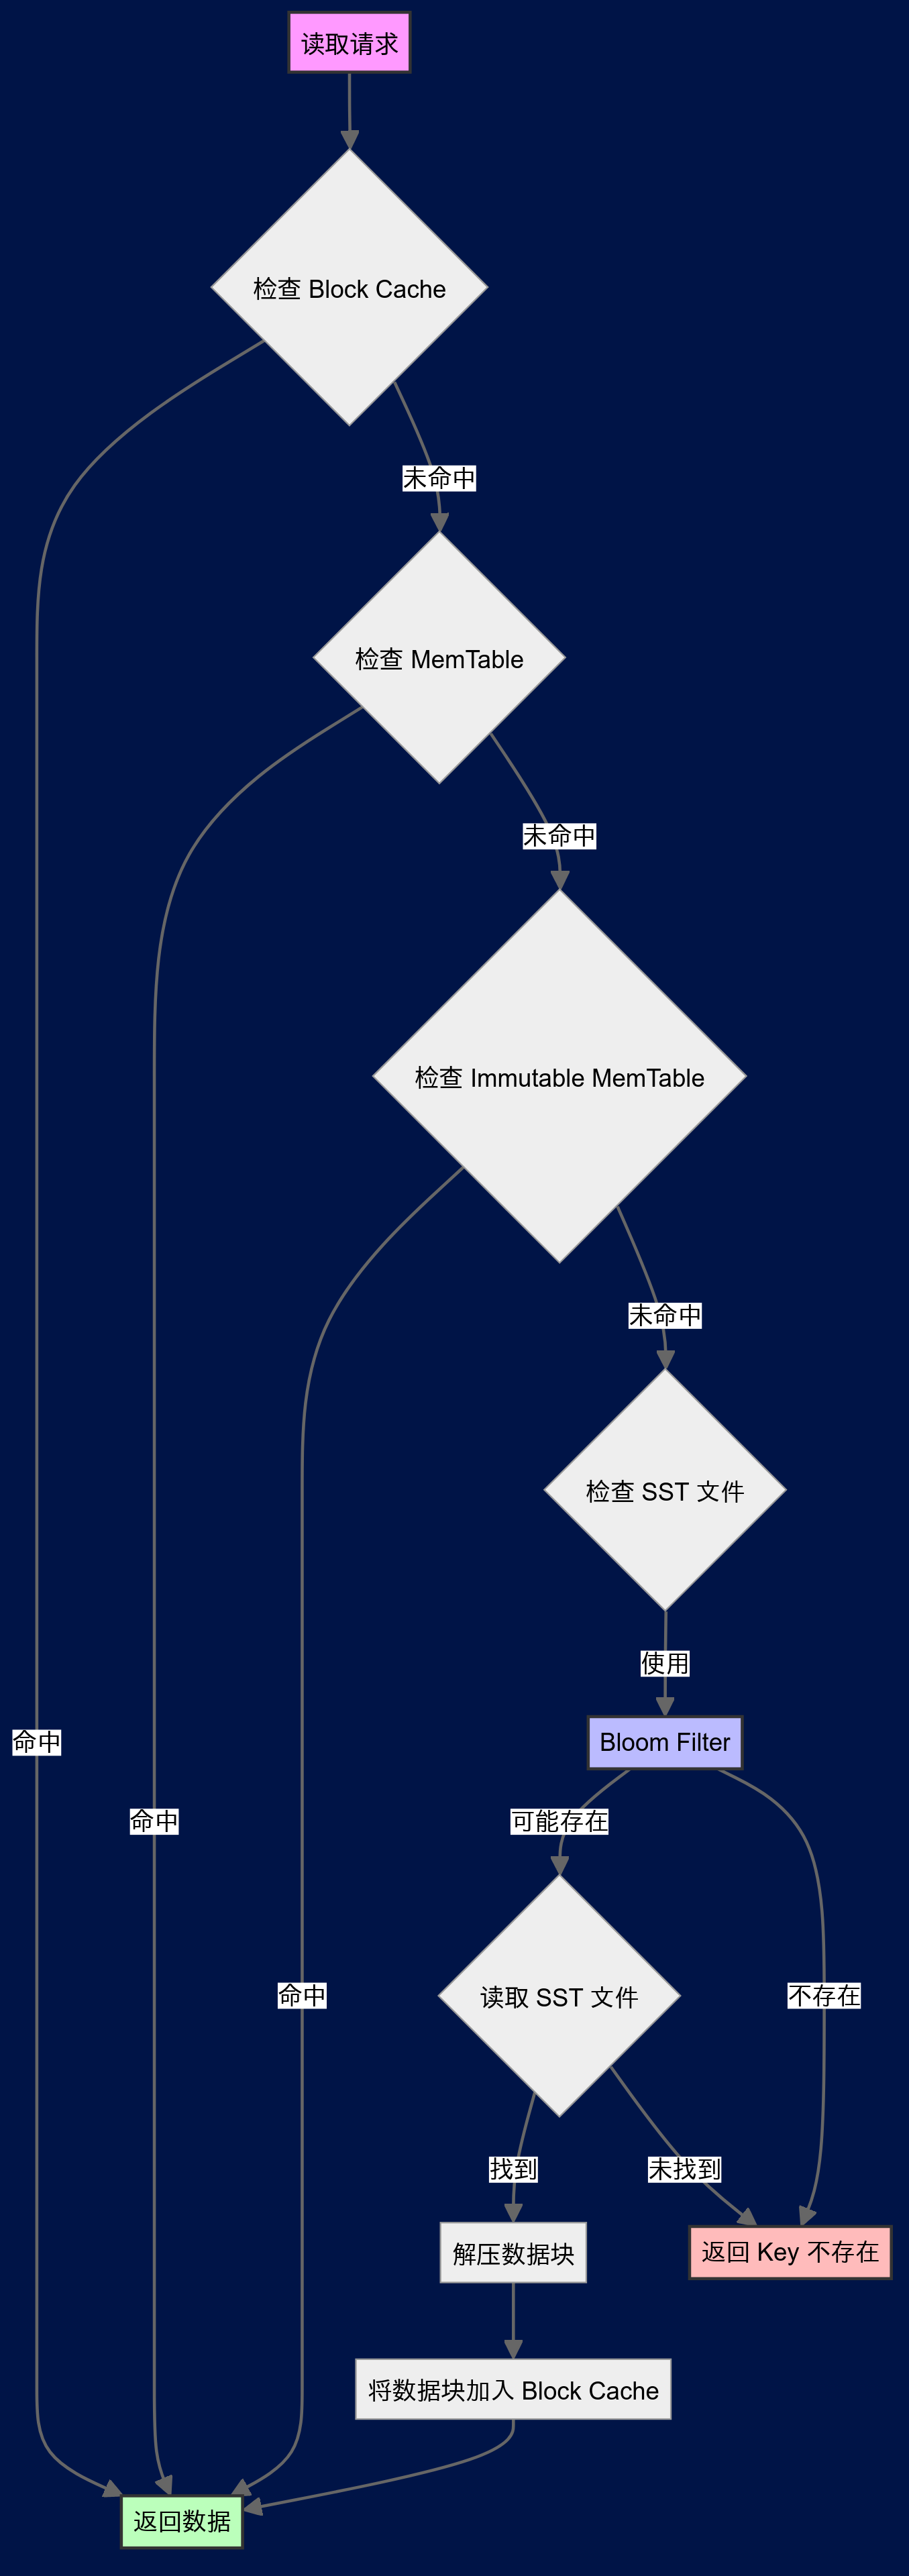 读取请求
检查 Block Cache
未命中
检查 MemTable
未命中
检查 Immutable MemTable
未命中
检查 SST 文件
使用
命中
Bloom Filter
命中
可能存在
命中
读取 SST 文件
不存在
找到
未找到
解压数据块
返回 Key 不存在
将数据块加入 Block Cache
返回数据